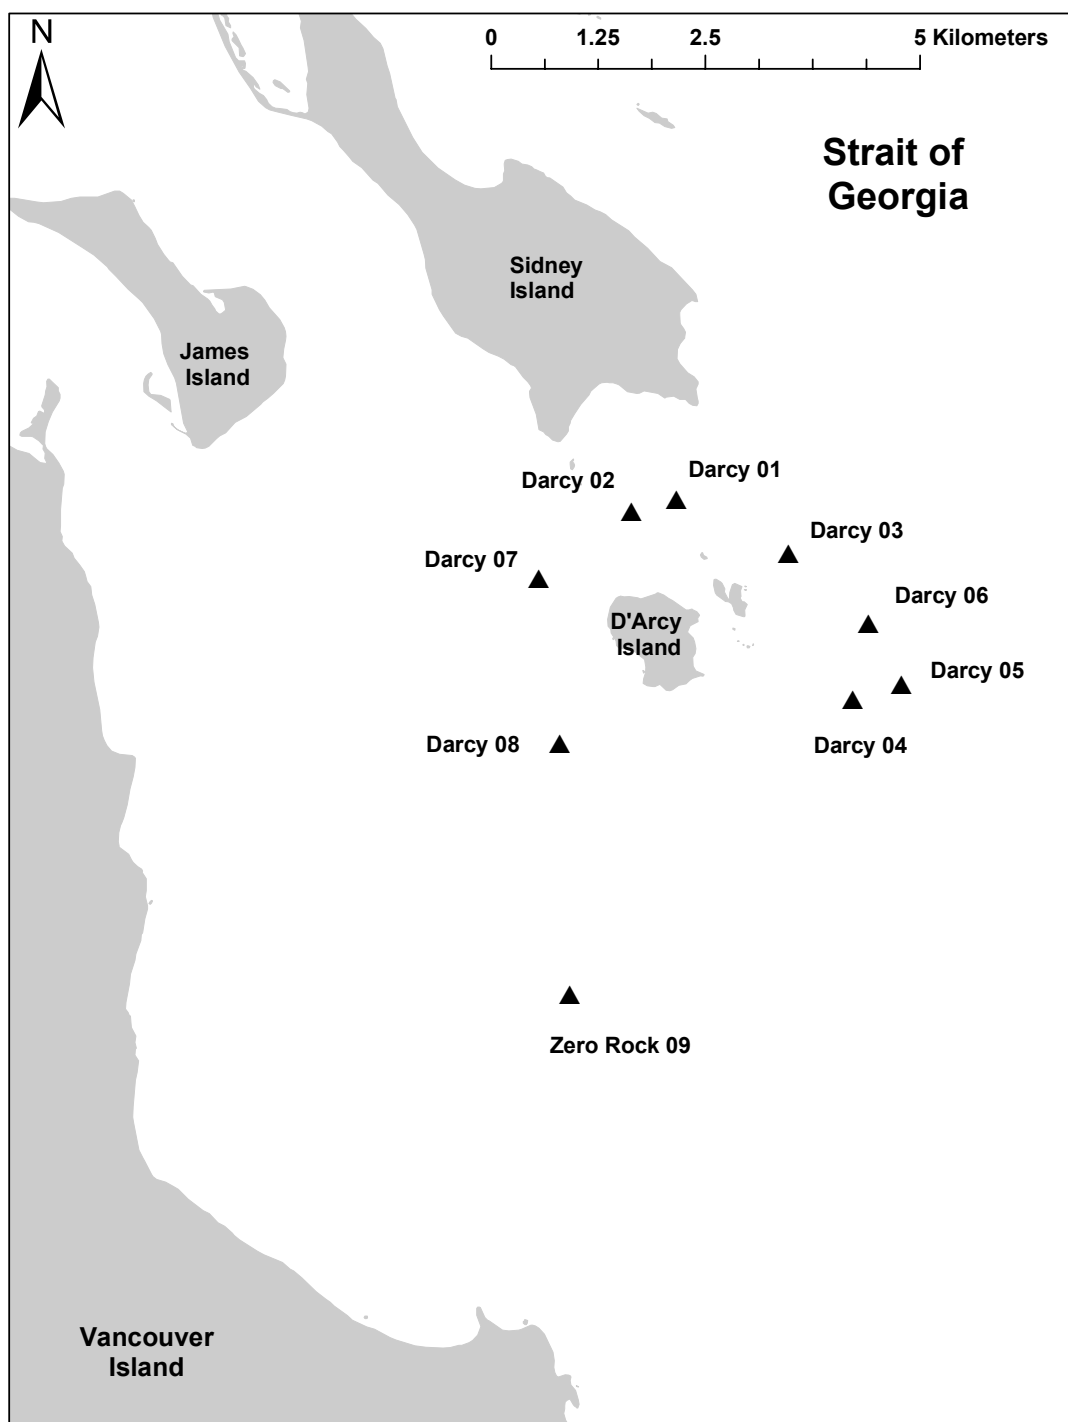 N
0 1.25 2.5 5 Kilometers
Strait of
Georgia
Sidney
Island
James
Island
Darcy 01
Darcy 02
Darcy 03
Darcy 07
Darcy 06
D'Arcy
Island
Darcy 05
Darcy 08
Darcy 04
Zero Rock 09
Vancouver
Island